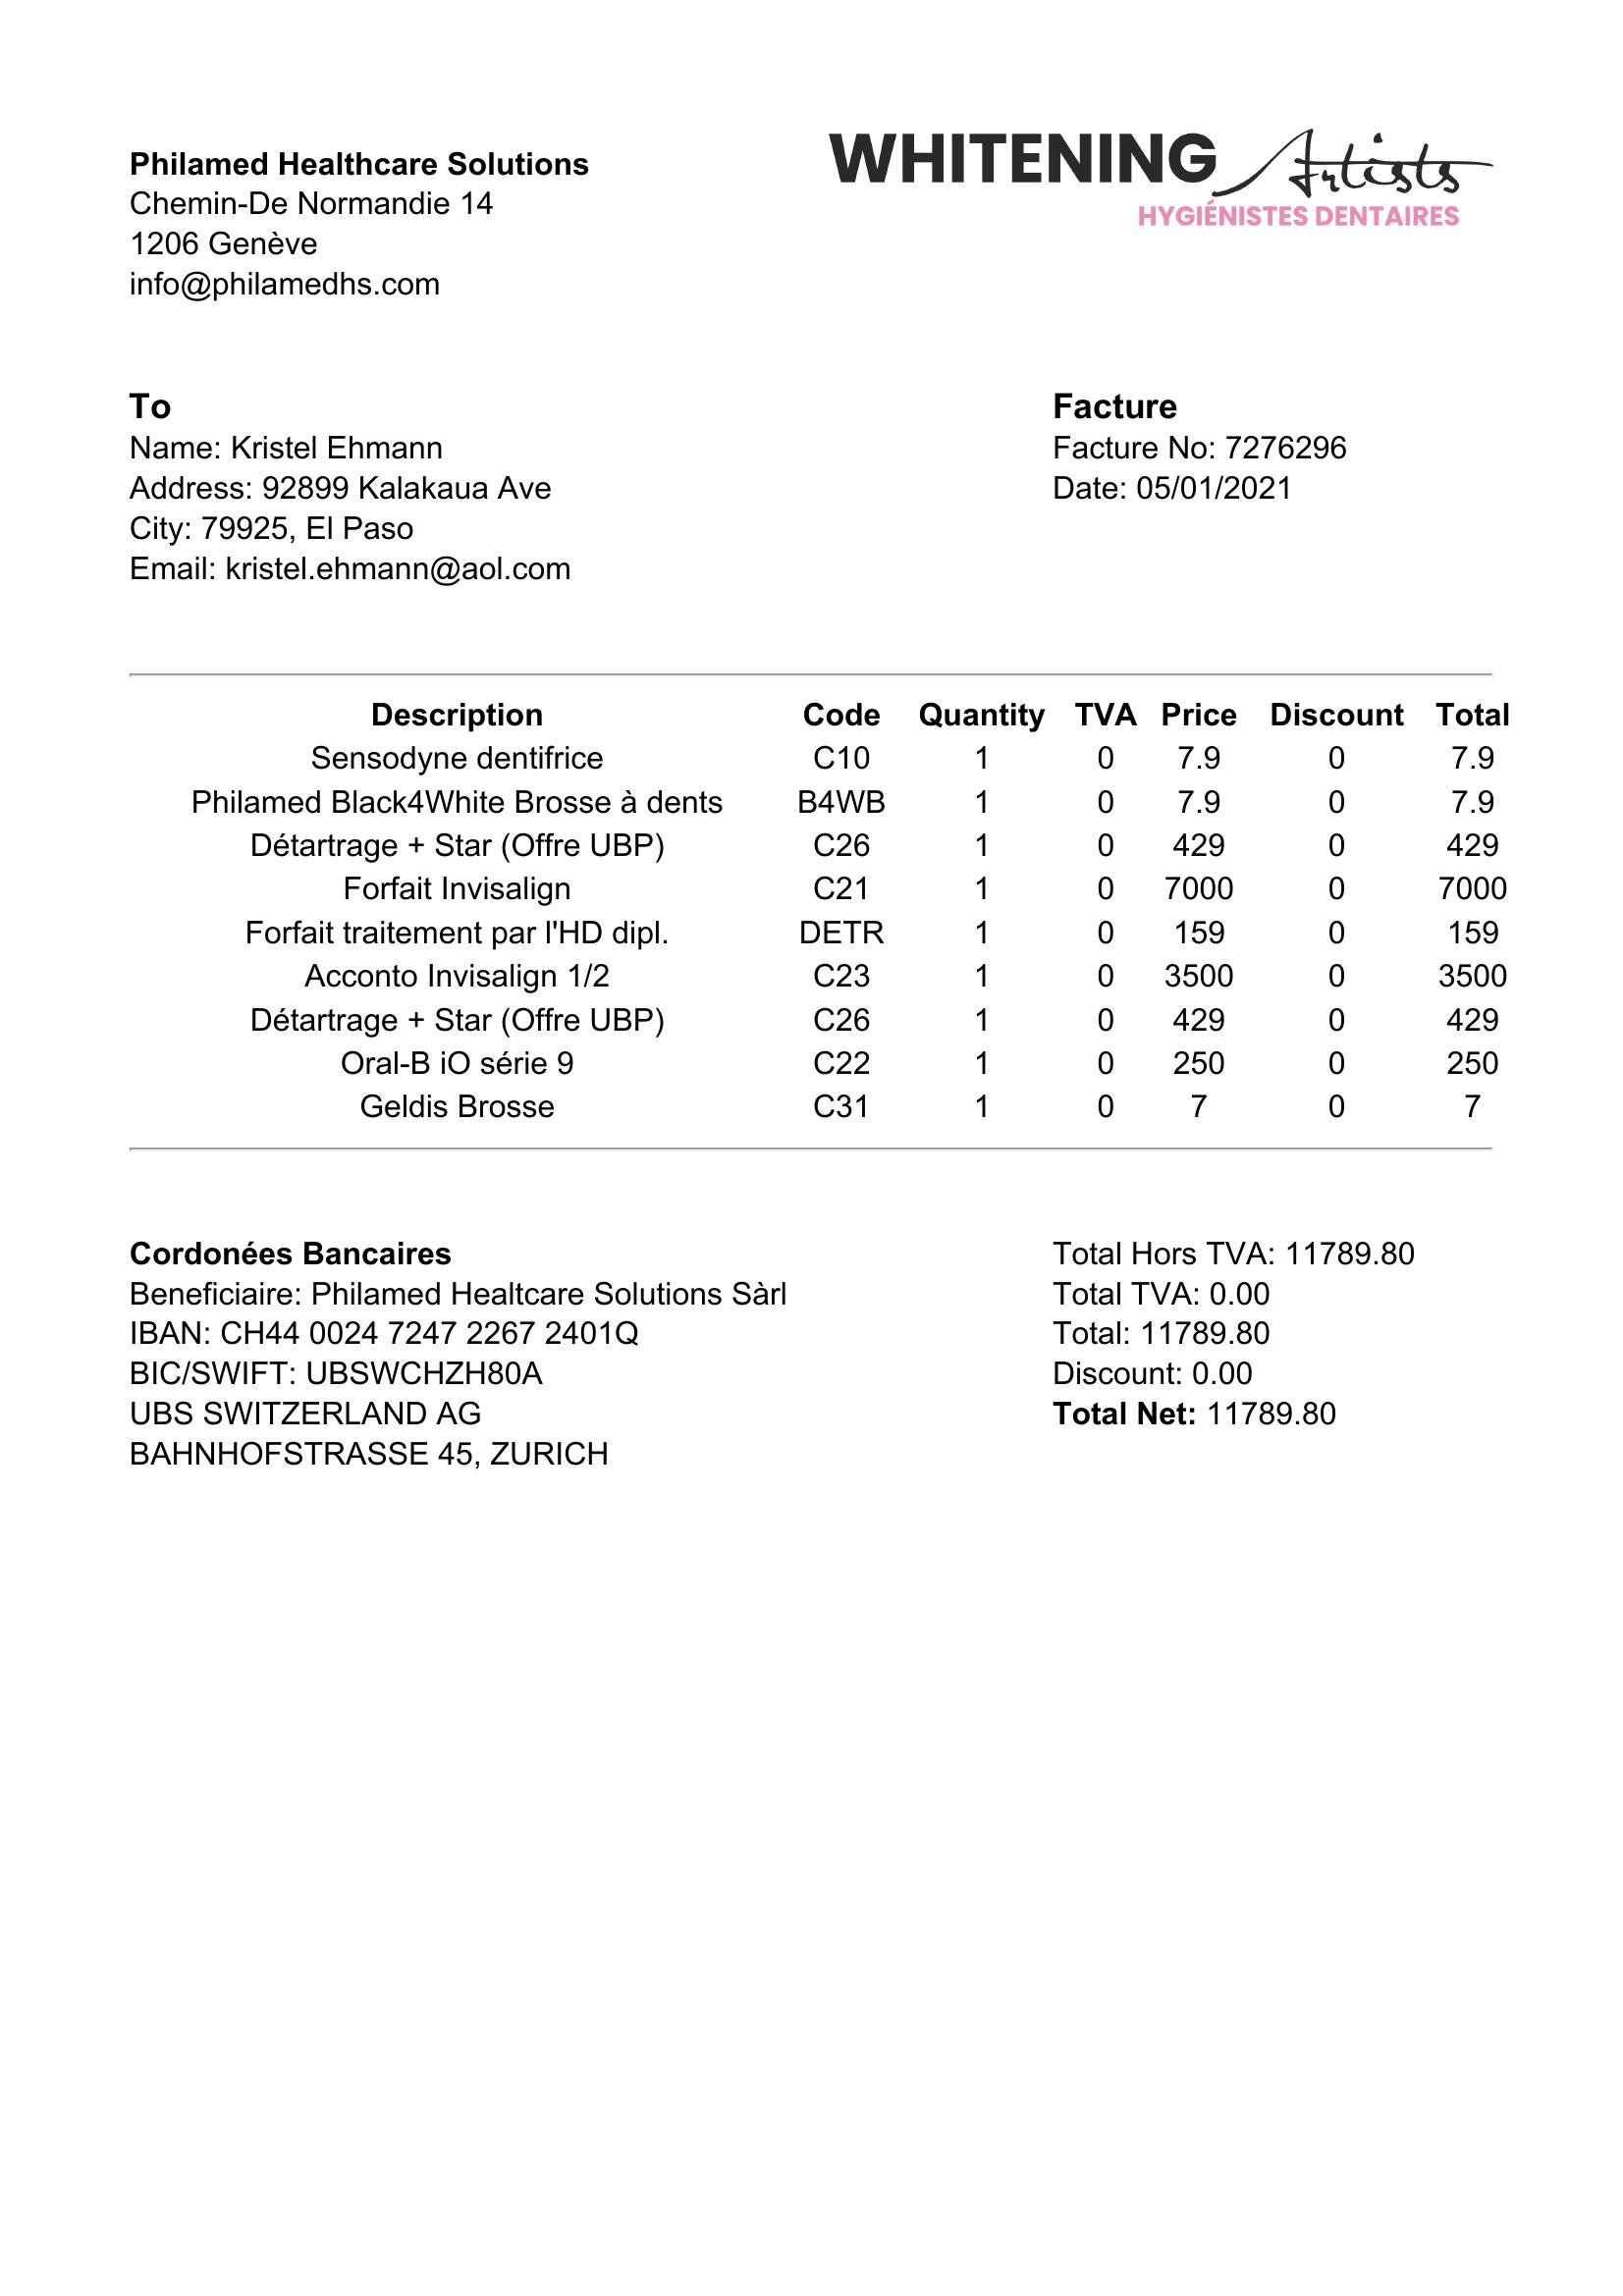 Philamed Healthcare Solutions
Chemin-De Normandie 14
1206 Genève
info@philamedhs.com
WHITENING Artists
HYGIÉNISTES DENTAIRES
To
Name: Kristel Ehmann
Address: 92899 Kalakaua Ave
City: 79925, El Paso
Email: kristel.ehmann@aol.com
Facture
Facture No: 7276296
Date: 05/01/2021
Description Code Quantity TVA Price Discount Total
Sensodyne dentifrice C10 1 0 7.9 0 7.9
Philamed Black4White Brosse à dents B4WB 1 0 7.9 0 7.9
Détartrage + Star (Offre UBP) C26 1 0 429 0 429
Forfait Invisalign C21 1 0 7000 0 7000
Forfait traitement par l'HD dipl. DETR 1 0 159 0 159
Acconto Invisalign 1/2 C23 1 0 3500 0 3500
Détartrage + Star (Offre UBP) C26 1 0 429 0 429
Oral-B iO série 9 C22 1 0 250 0 250
Geldis Brosse C31 1 0 7 0 7
Cordonées Bancaires
Beneficiaire: Philamed Healtcare Solutions Sàrl
IBAN: CH44 0024 7247 2267 2401Q
BIC/SWIFT: UBSWCHZH80A
UBS SWITZERLAND AG
BAHNHOFSTRASSE 45, ZURICH
Total Hors TVA: 11789.80
Total TVA: 0.00
Total: 11789.80
Discount: 0.00
Total Net: 11789.80